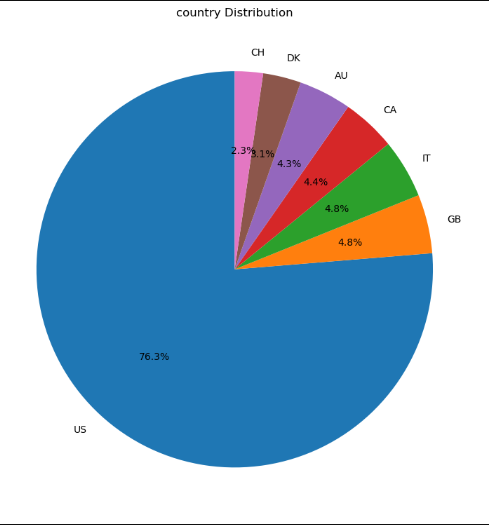 country Distribution
CH
DK
AU
CA
IT
GB
US
2.3%
3.1%
4.3%
4.4%
4.8%
4.8%
76.3%